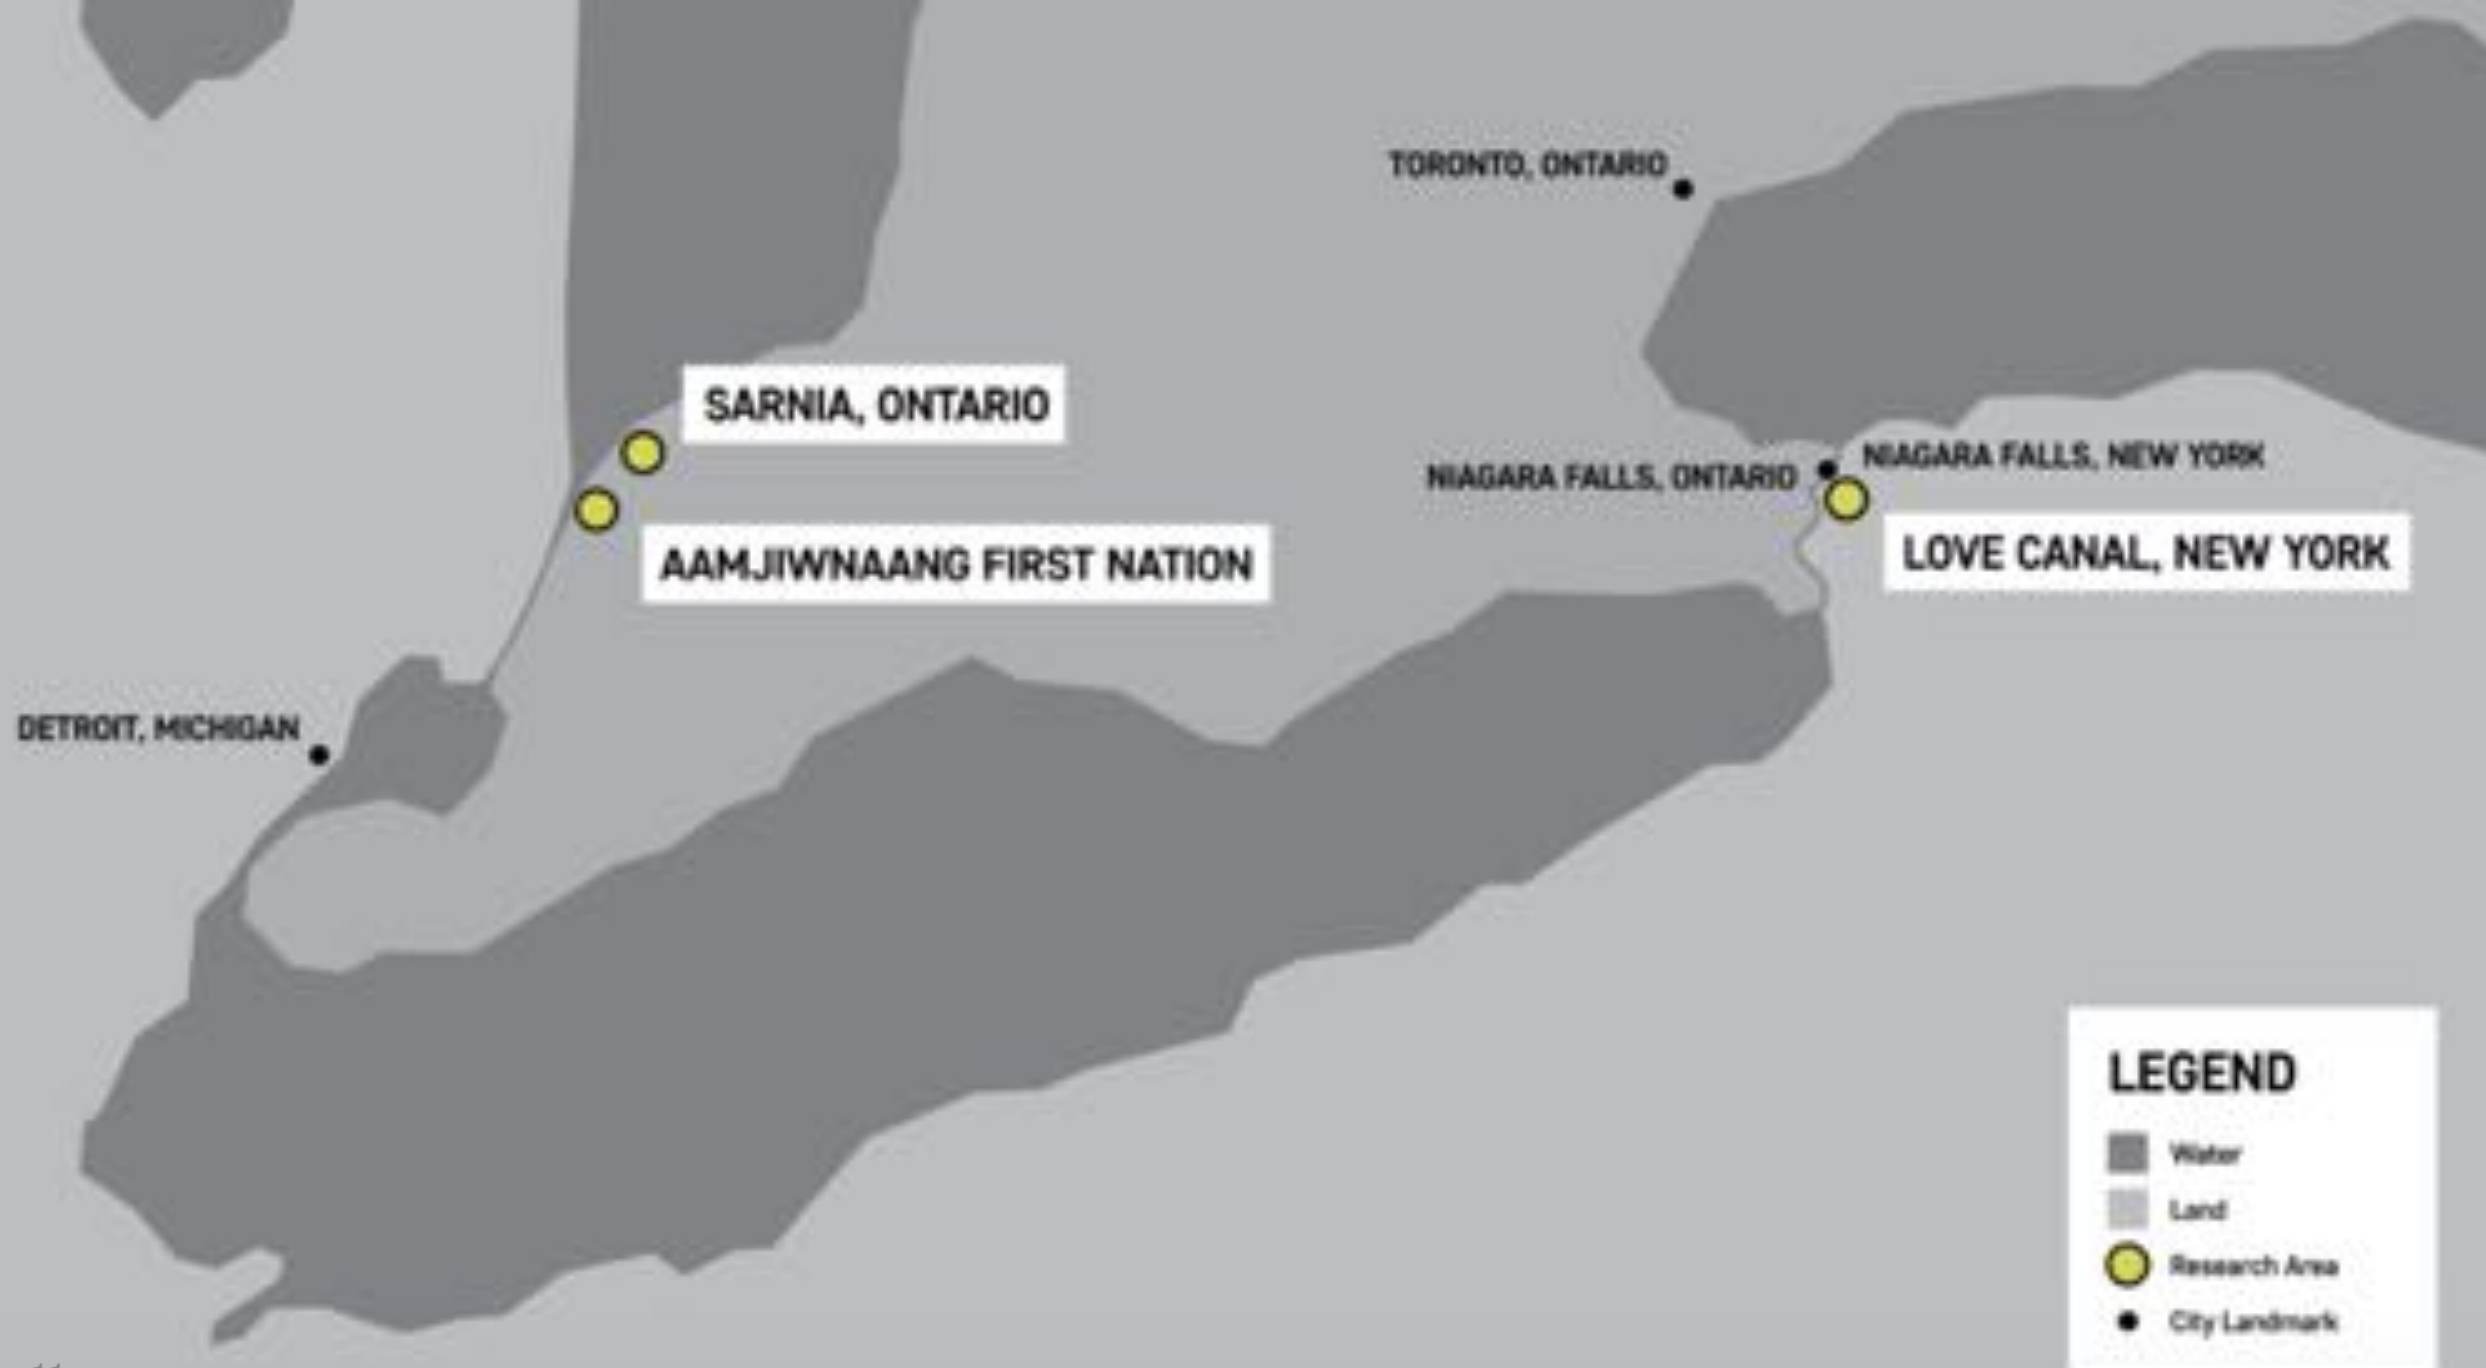 TORONTO, ONTARIO
SARNIA, ONTARIO
NIAGARA FALLS, ONTARIO
NIAGARA FALLS, NEW YORK
LOVE CANAL, NEW YORK
AAMJIWNAANG FIRST NATION
DETROIT, MICHIGAN
LEGEND
Water
Land
Research Area
City Landmark